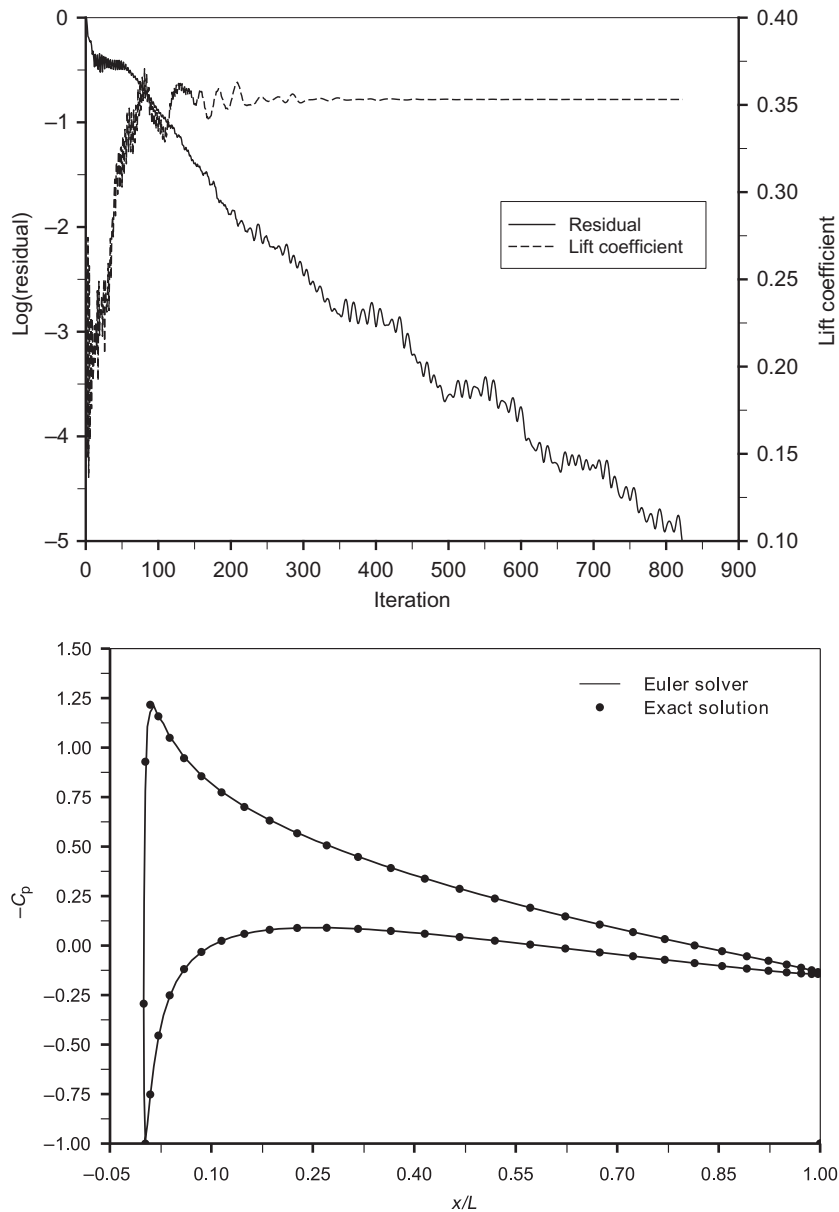 0
–1
–2
–3
–4
–5
Log(residual)
0.40
0.35
0.30
0.25
0.20
0.15
0.10
Lift coefficient
Residual
Lift coefficient
0 100 200 300 400 500 600 700 800 900
Iteration
1.50
1.25
1.00
0.75
0.50
0.25
0.00
–0.25
–0.50
–0.75
–1.00
–Cp
Euler solver
Exact solution
–0.05 0.10 0.25 0.40 0.55 0.70 0.85 1.00
x/L